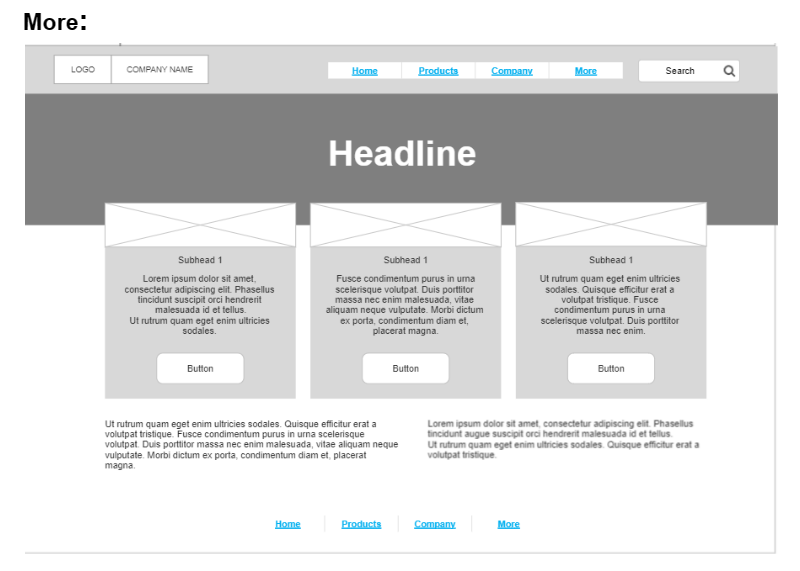 More:
LOGO
COMPANY NAME
Home
Products
Company
More
Search
Headline
Subhead 1
Lorem ipsum dolor sit amet,
consectetur adipiscing elit. Phasellus
tincidunt suscipit orci hendrerit
malesuada id et tellus.
Ut rutrum quam eget enim ultricies
sodales.
Button
Subhead 1
Fusce condimentum purus in urna
scelerisque volutpat. Duis porttitor
massa nec enim malesuada, vitae
aliquam neque vulputate. Morbi dictum
ex porta, condimentum diam et,
placerat magna.
Button
Subhead 1
Ut rutrum quam eget enim ultricies
sodales. Quisque efficitur erat a
volutpat tristique. Fusce
condimentum purus in urna
scelerisque volutpat. Duis porttitor
massa nec enim.
Button
Ut rutrum quam eget enim ultricies sodales. Quisque efficitur erat a
volutpat tristique. Fusce condimentum purus in urna scelerisque
volutpat. Duis porttitor massa nec enim malesuada, vitae aliquam neque
vulputate. Morbi dictum ex porta, condimentum diam et, placerat
magna.
Lorem ipsum dolor sit amet, consectetur adipiscing elit. Phasellus
tincidunt augue suscipit orci hendrerit malesuada id et tellus.
Ut rutrum quam eget enim ultricies sodales. Quisque efficitur erat a
volutpat tristique.
Home
Products
Company
More